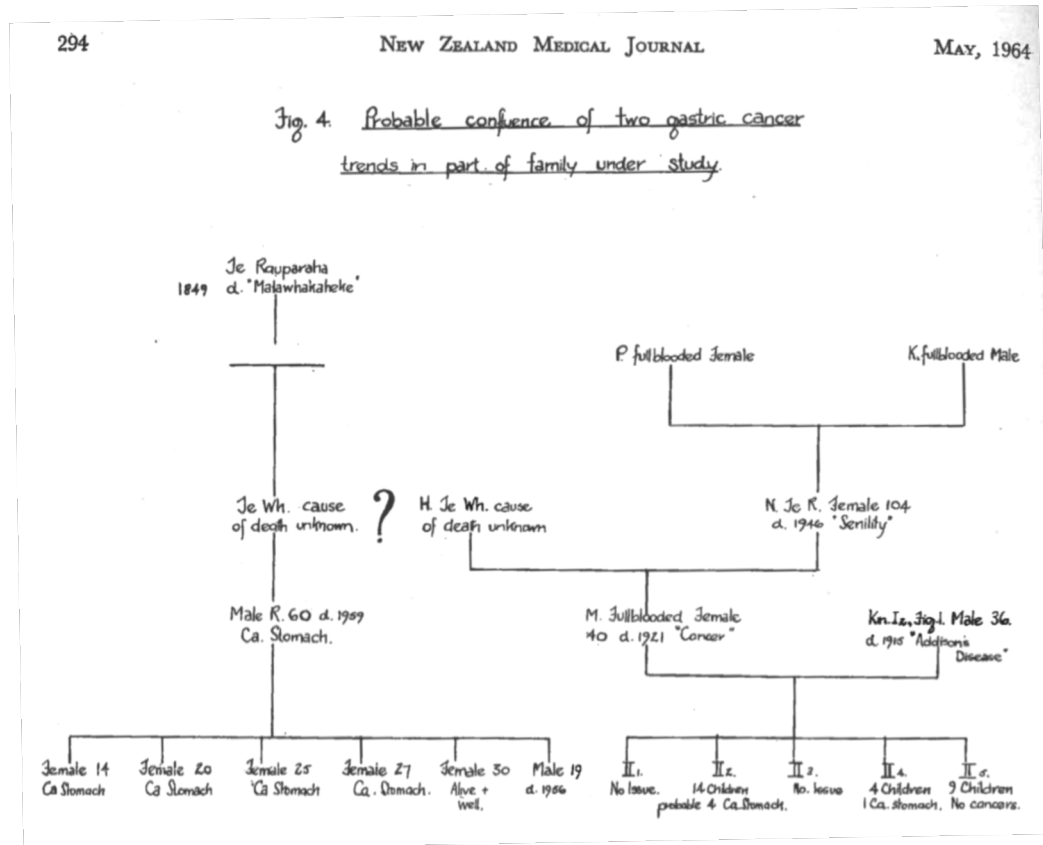 294 NEW ZEALAND MEDICAL JOURNAL MAY, 1964
Fig. 4. Probable confluence of two gastric cancer
trends in part of family under study.
Te Rauparaha
1849 d. "Matawhakaheke"
P. fullblooded Female K. fullblooded Male
Te Wh. cause
of death unknown.
?
H. Te Wh. cause
of death unknown
N. Te R. Female 104
d. 1946 "Senility"
Male R. 60 d. 1959
Ca. Stomach.
M. Fullblooded Female
40 d. 1921 "Cancer"
Kn. I2, Fig 1. Male 36.
d. 1915 "Addison's
Disease"
Female 14
Ca Stomach
Female 20
Ca Stomach
Female 25
Ca Stomach
Female 27
Ca. Stomach.
Female 30
Alive +
well.
Male 19
d. 1956
II 1.
No Issue.
II 2.
14 Children
probable 4 Ca. Stomach.
II 3.
No. Issue
II 4.
4 Children
1 Ca. stomach.
II 5.
9 Children
No cancers.